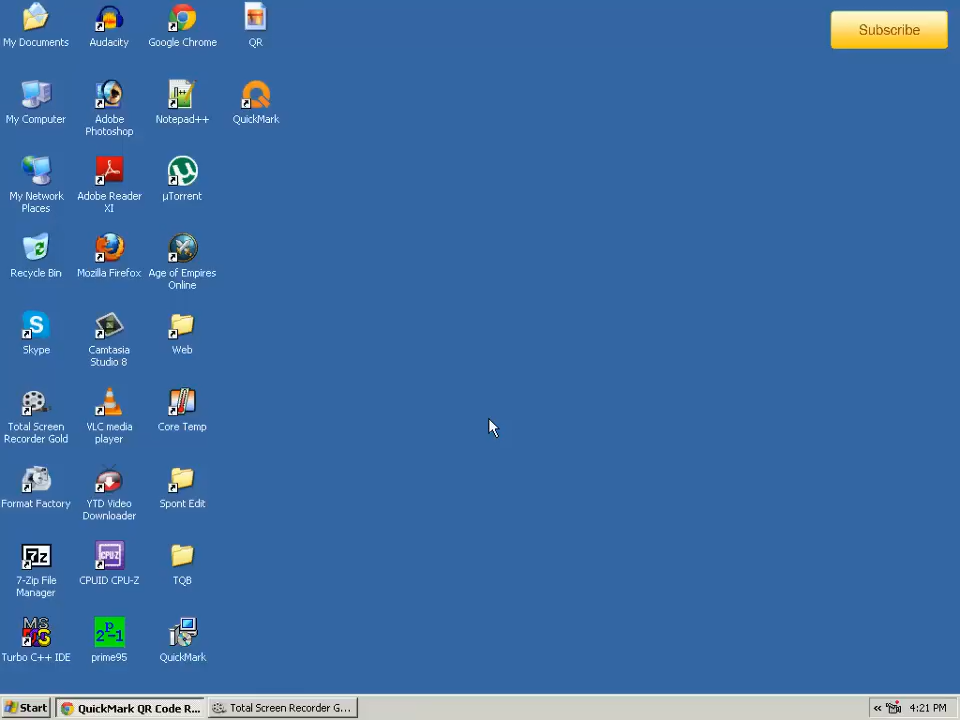 My Documents
Audacity
Google Chrome
QR
Subscribe
My Computer
Adobe
Photoshop
Notepad++
QuickMark
My Network
Places
Adobe Reader
XI
µTorrent
Recycle Bin
Mozilla Firefox
Age of Empires
Online
Skype
Camtasia
Studio 8
Web
Total Screen
Recorder Gold
VLC media
player
Core Temp
Format Factory
YTD Video
Downloader
Spont Edit
7-Zip File
Manager
CPUID CPU-Z
TQB
Turbo C++ IDE
prime95
QuickMark
Start
QuickMark QR Code R...
Total Screen Recorder G...
4:21 PM